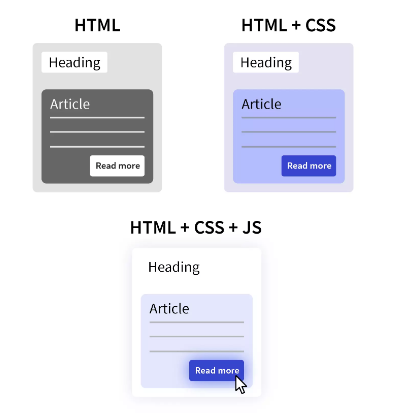 HTML
Heading
Article
Read more
HTML + CSS
Heading
Article
Read more
HTML + CSS + JS
Heading
Article
Read more